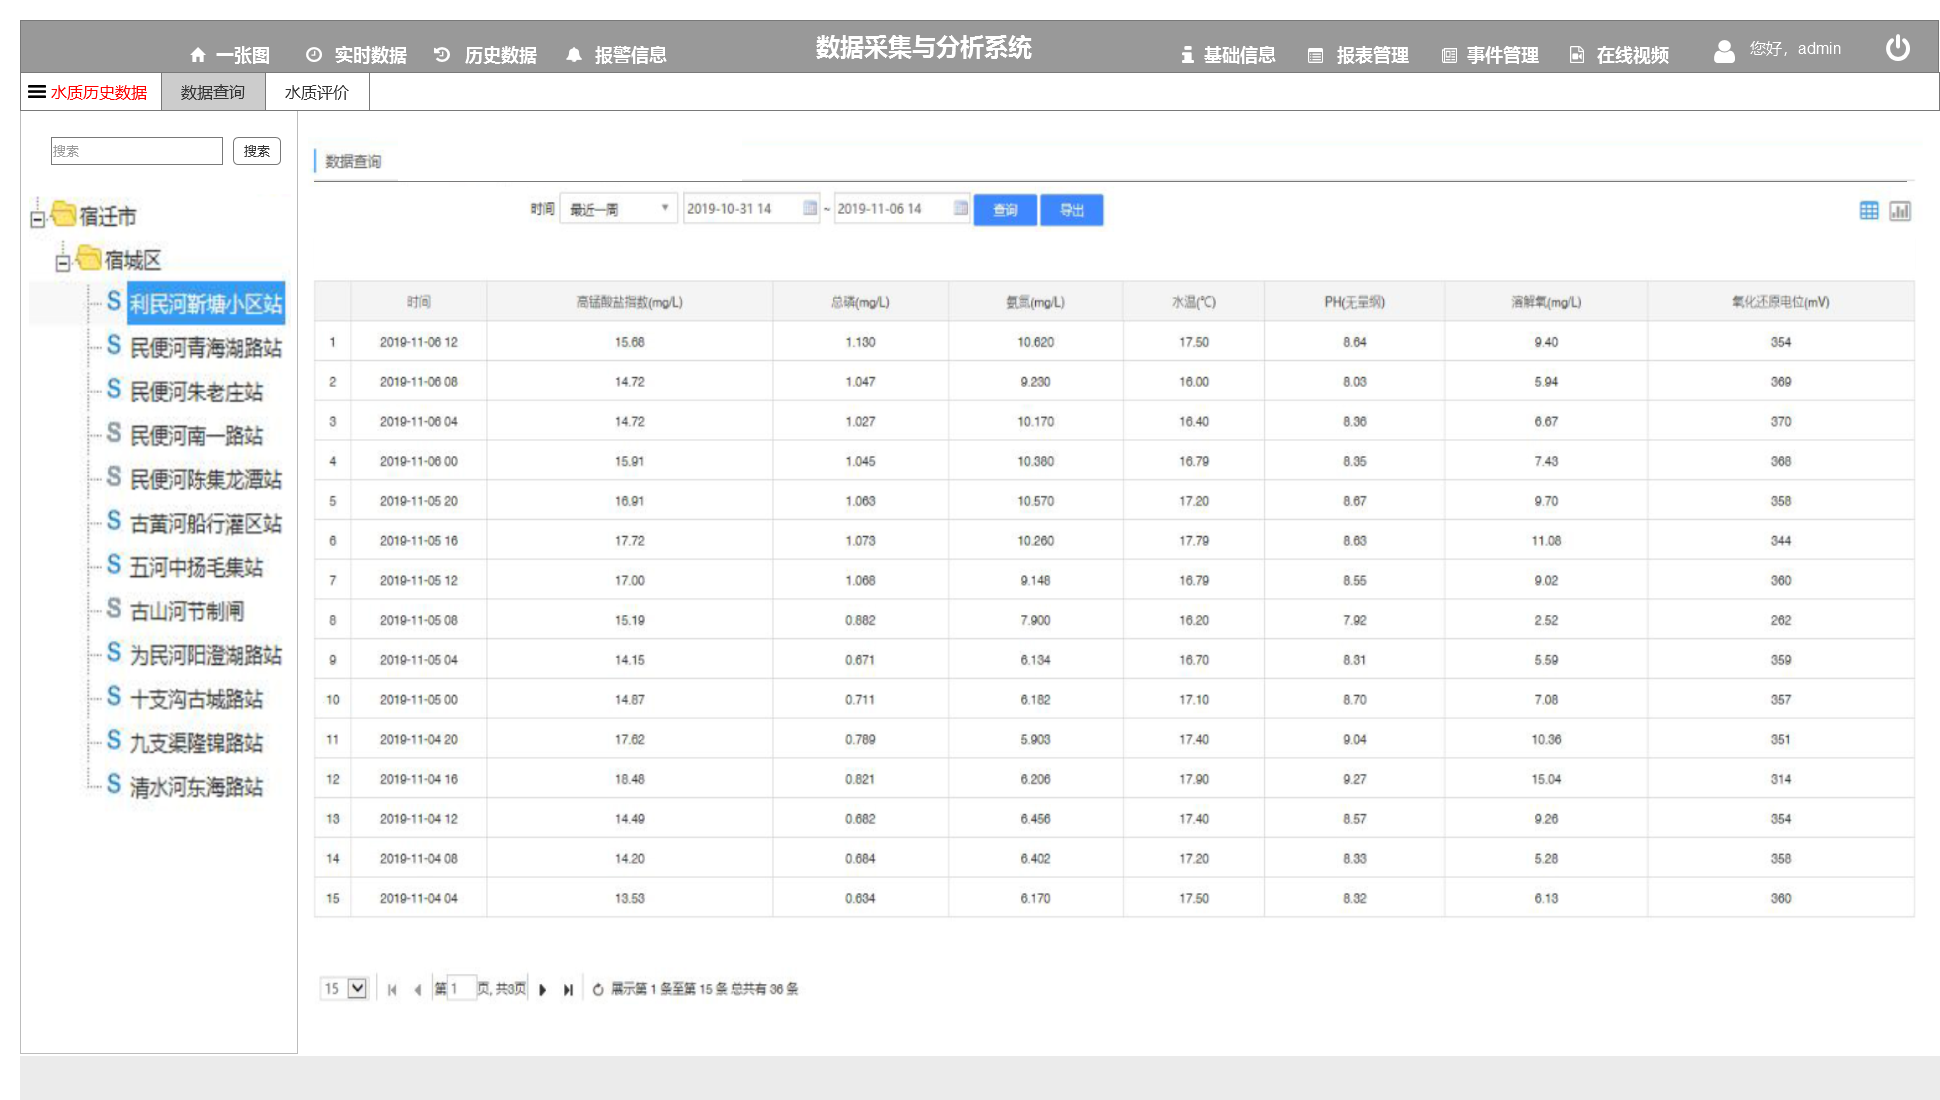 一张图 实时数据 历史数据 报警信息 数据采集与分析系统 基础信息 报表管理 事件管理 在线视频 您好，admin
水质历史数据 数据查询 水质评价
搜索 搜索
宿迁市
宿城区
S 利民河靳塘小区站
S 民便河青海湖路站
S 民便河朱老庄站
S 民便河南一路站
S 民便河陈集龙潭站
S 古黄河船行灌区站
S 五河中扬毛集站
S 古山河节制闸
S 为民河阳澄湖路站
S 十支沟古城路站
S 九支渠隆锦路站
S 清水河东海路站
数据查询
时间 最近一周 2019-10-31 14 ~ 2019-11-06 14 查询 导出
时间 高锰酸盐指数(mg/L) 总磷(mg/L) 氨氮(mg/L) 水温(℃) PH(无量纲) 溶解氧(mg/L) 氧化还原电位(mV)
1 2019-11-06 12 15.68 1.130 10.620 17.50 8.64 9.40 354
2 2019-11-06 08 14.72 1.047 9.230 16.00 8.03 5.94 369
3 2019-11-06 04 14.72 1.027 10.170 16.40 8.36 6.67 370
4 2019-11-06 00 15.91 1.045 10.380 16.79 8.35 7.43 368
5 2019-11-05 20 16.91 1.063 10.570 17.20 8.67 9.70 358
6 2019-11-05 16 17.72 1.073 10.260 17.79 8.63 11.08 344
7 2019-11-05 12 17.00 1.068 9.148 16.79 8.55 9.02 360
8 2019-11-05 08 15.19 0.882 7.900 16.20 7.92 2.52 262
9 2019-11-05 04 14.15 0.671 6.134 16.70 8.31 5.59 359
10 2019-11-05 00 14.87 0.711 6.182 17.10 8.70 7.08 357
11 2019-11-04 20 17.62 0.789 5.903 17.40 9.04 10.36 351
12 2019-11-04 16 18.48 0.821 6.206 17.90 9.27 15.04 314
13 2019-11-04 12 14.49 0.682 6.456 17.40 8.57 9.26 354
14 2019-11-04 08 14.20 0.684 6.402 17.20 8.33 5.28 358
15 2019-11-04 04 13.53 0.634 6.170 17.50 8.32 6.13 360
15 第 1 页, 共3页 展示第 1 条至第 15 条 总共有 36 条